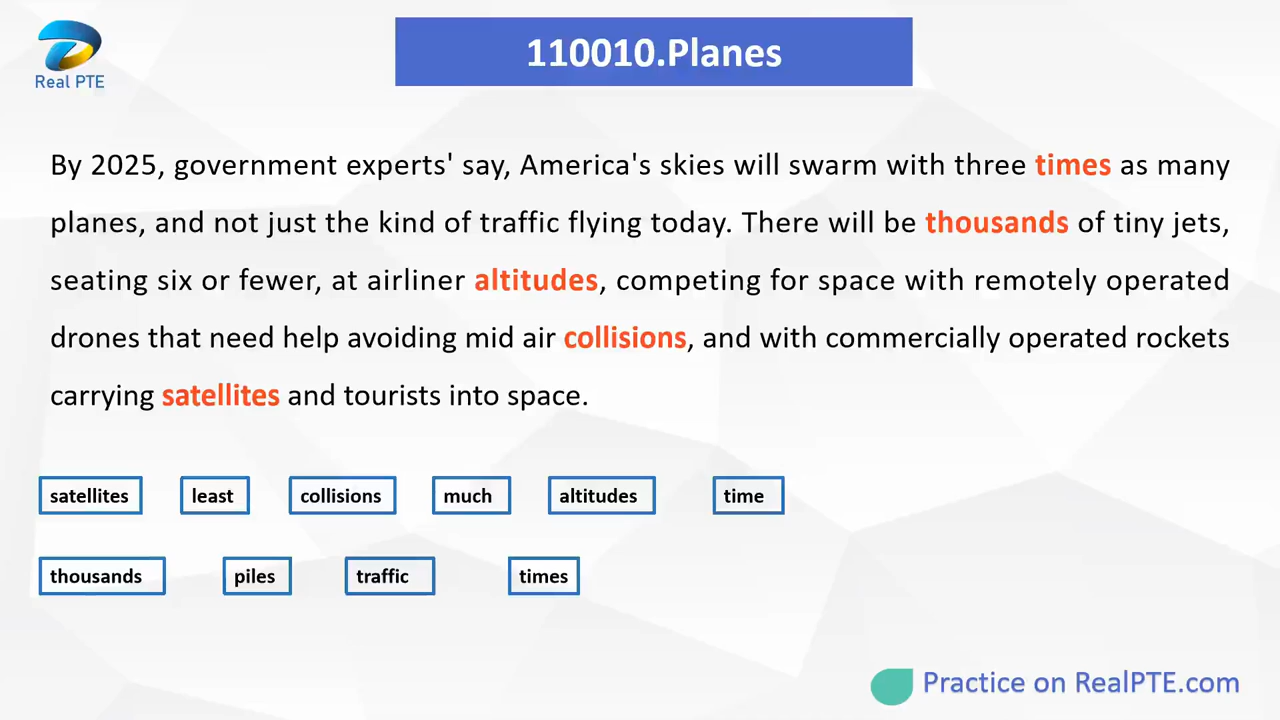 Real PTE
110010.Planes
By 2025, government experts' say, America's skies will swarm with three times as many
planes, and not just the kind of traffic flying today. There will be thousands of tiny jets,
seating six or fewer, at airliner altitudes, competing for space with remotely operated
drones that need help avoiding mid air collisions, and with commercially operated rockets
carrying satellites and tourists into space.
satellites least collisions much altitudes time
thousands piles traffic times
Practice on RealPTE.com